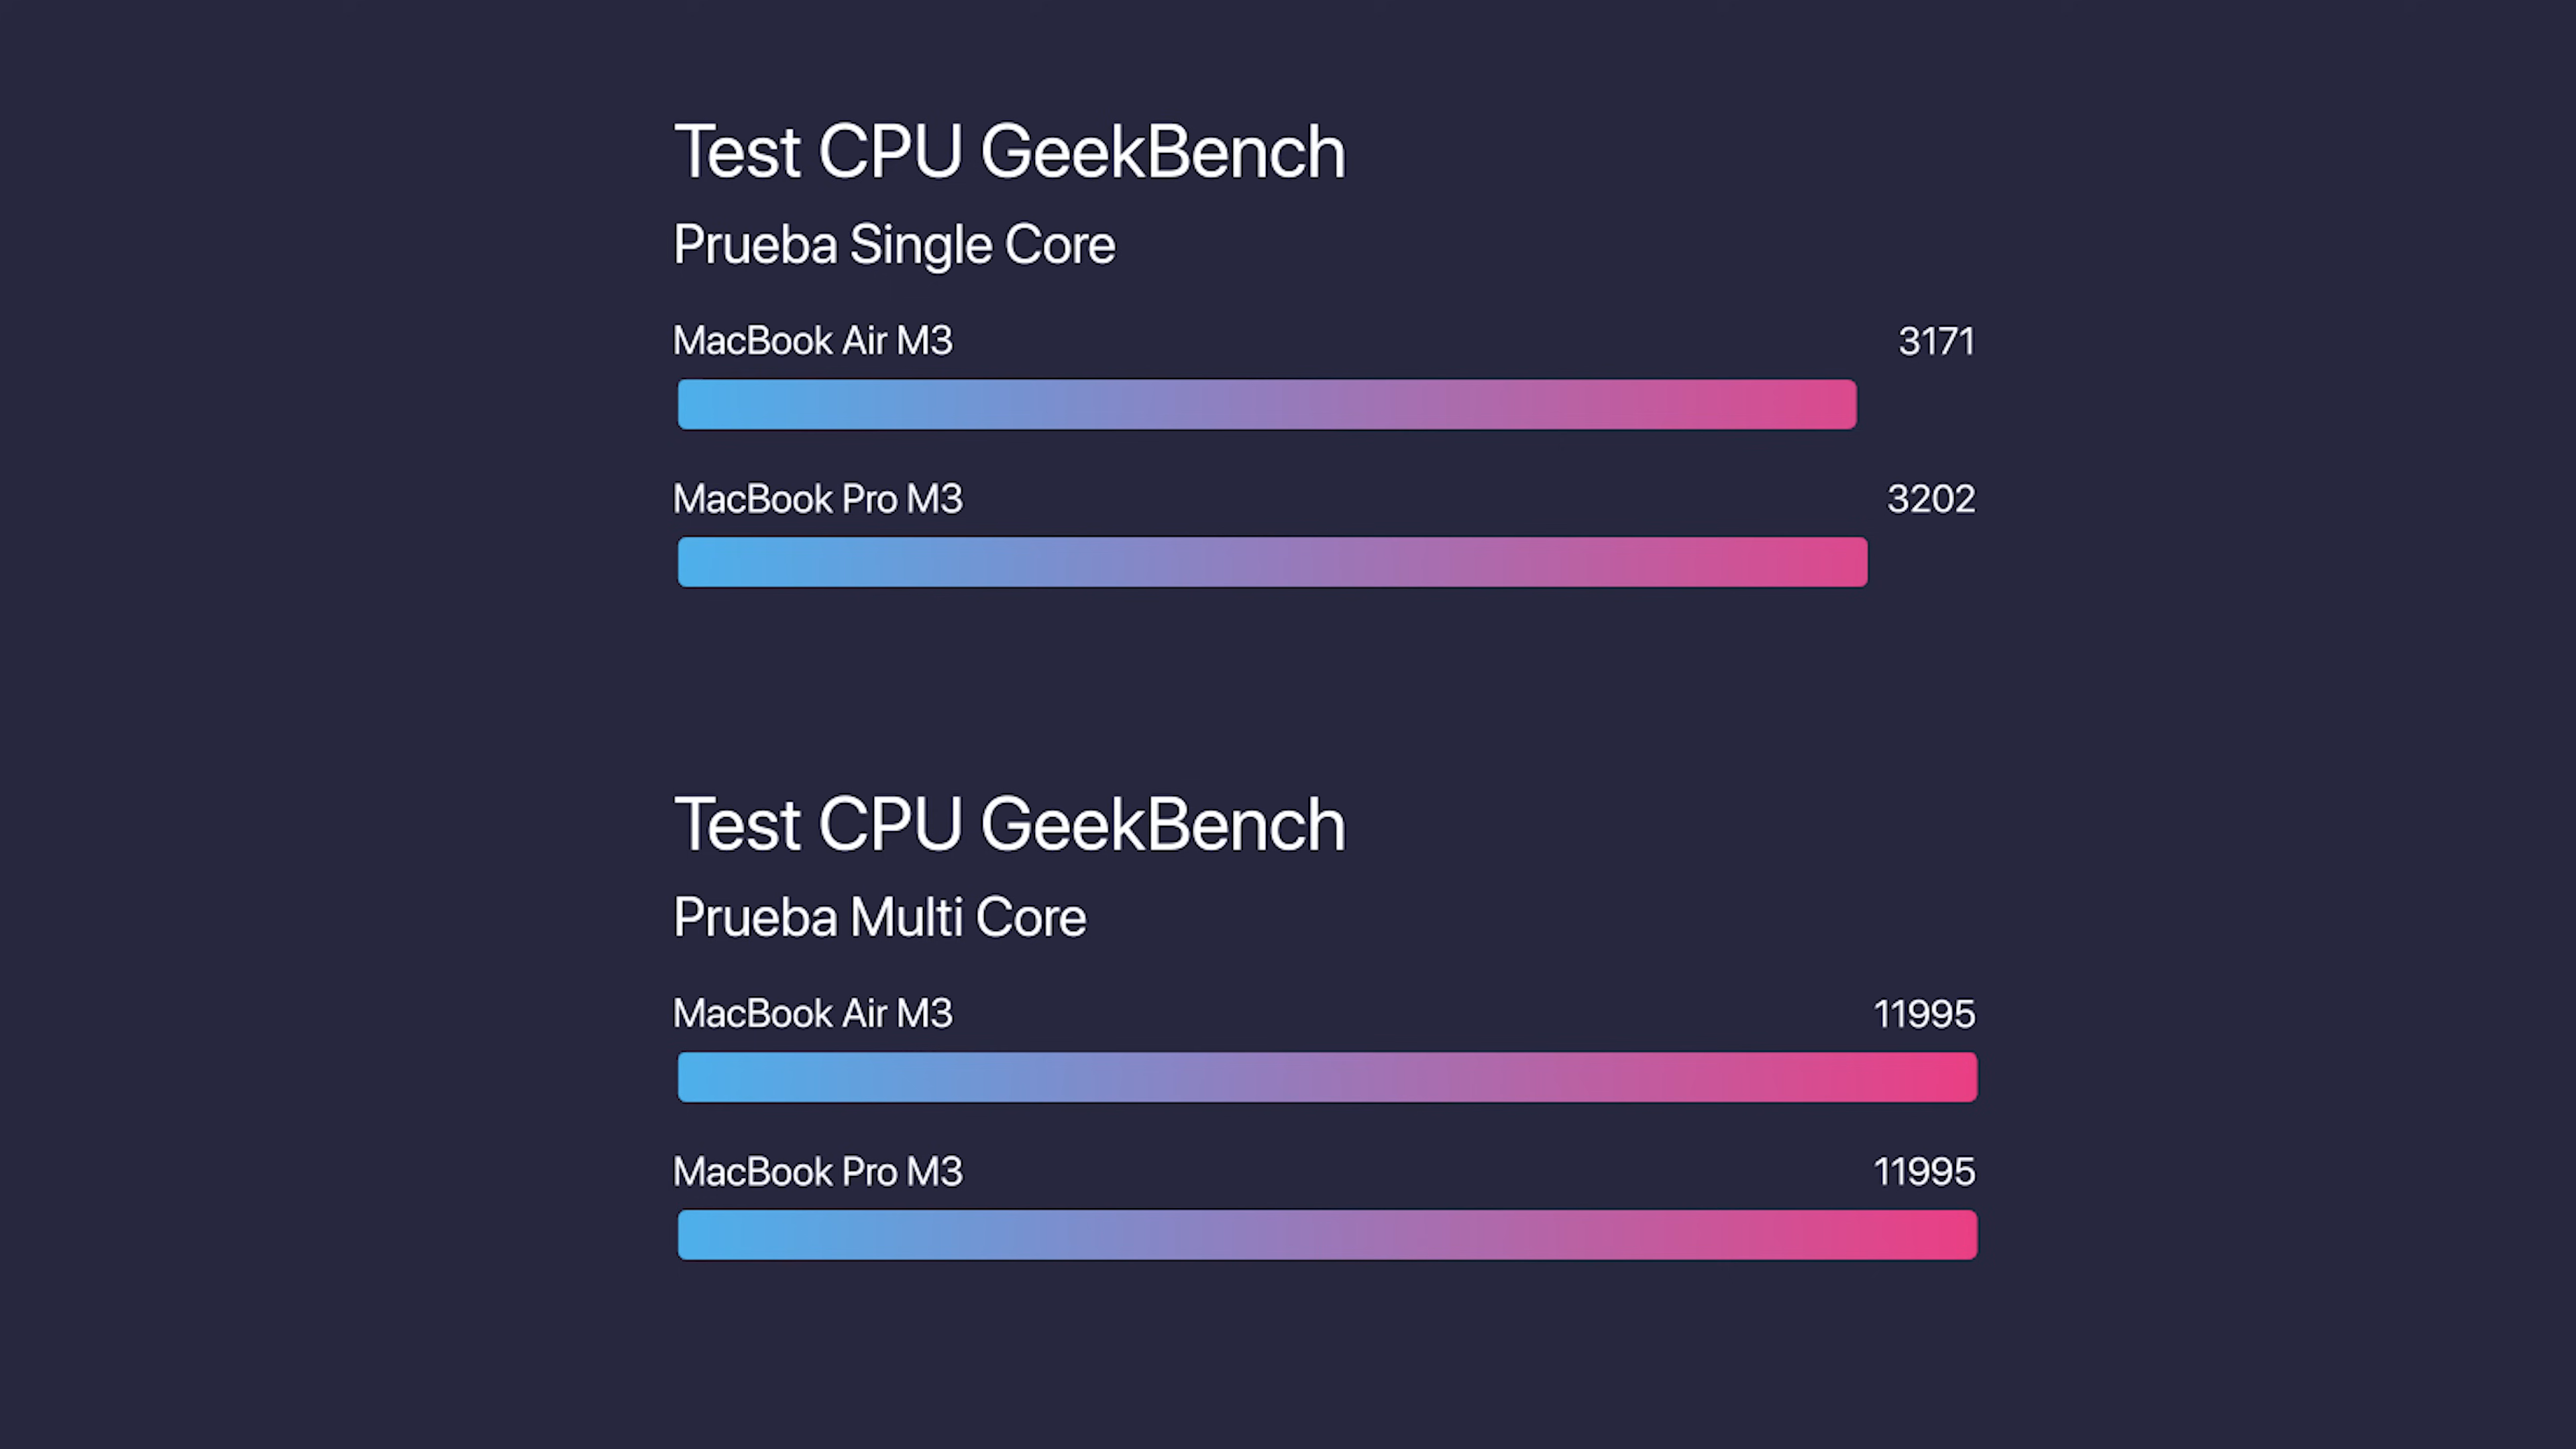 Test CPU GeekBench
Prueba Single Core
MacBook Air M3 3171
MacBook Pro M3 3202
Test CPU GeekBench
Prueba Multi Core
MacBook Air M3 11995
MacBook Pro M3 11995